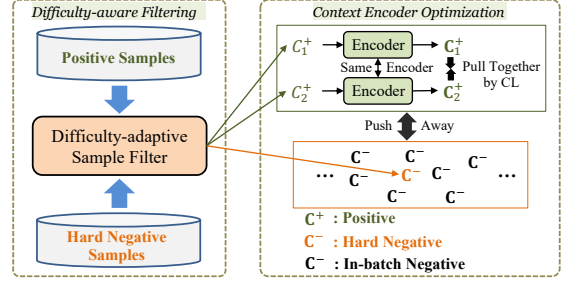 Difficulty-aware Filtering
Positive Samples
Difficulty-adaptive
Sample Filter
Hard Negative
Samples
Context Encoder Optimization
C₁⁺ Encoder C₁⁺
Same Encoder
Pull Together
by CL
C₂⁺ Encoder C₂⁺
Push Away
C⁻ C⁻ C⁻
... C⁻ C⁻ C⁻ C⁻ ...
C⁻ C⁻
C⁺ : Positive
C⁻ : Hard Negative
C⁻ : In-batch Negative